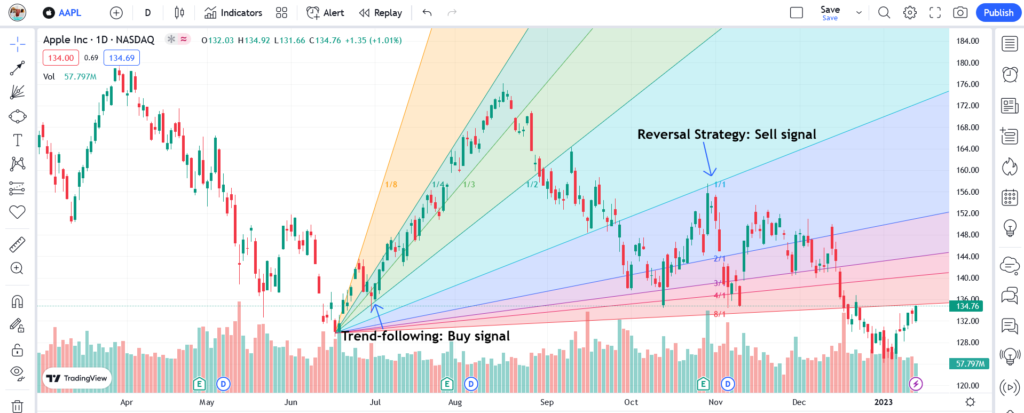 AAPL
D
Indicators
Alert
Replay
Save
Save
Publish
Apple Inc · 1D · NASDAQ
O132.03 H134.92 L131.66 C134.76 +1.35 (+1.01%)
134.00 0.69 134.69
Vol 57.797M
184.00
180.00
176.00
172.00
168.00
164.00
160.00
156.00
152.00
148.00
144.00
140.00
136.00
134.76
132.00
128.00
57.797M
120.00
Reversal Strategy: Sell signal
1/8
1/4
1/3
1/2
1/1
2/1
3/1
4/1
8/1
Trend-following: Buy signal
TradingView
E
D
E
D
E
D
Apr
May
Jun
Jul
Aug
Sep
Oct
Nov
Dec
2023